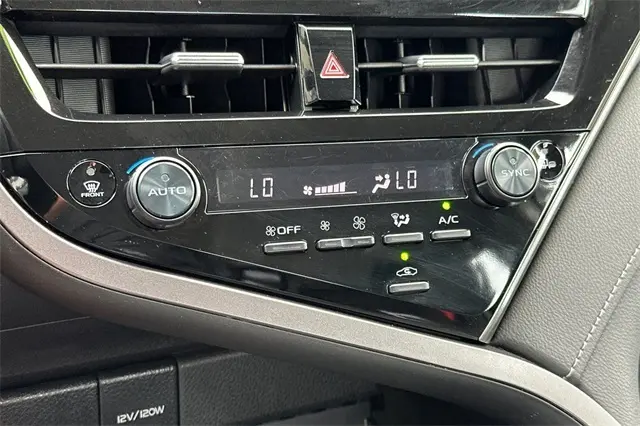 FRONT
AUTO
LO LO
SYNC
OFF
A/C
12V/120W